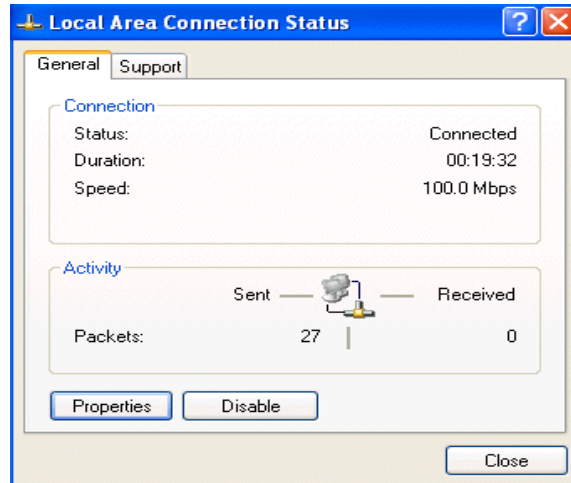 Local Area Connection Status
General Support
Connection
Status: Connected
Duration: 00:19:32
Speed: 100.0 Mbps
Activity
Sent Received
Packets: 27 0
Properties Disable
Close